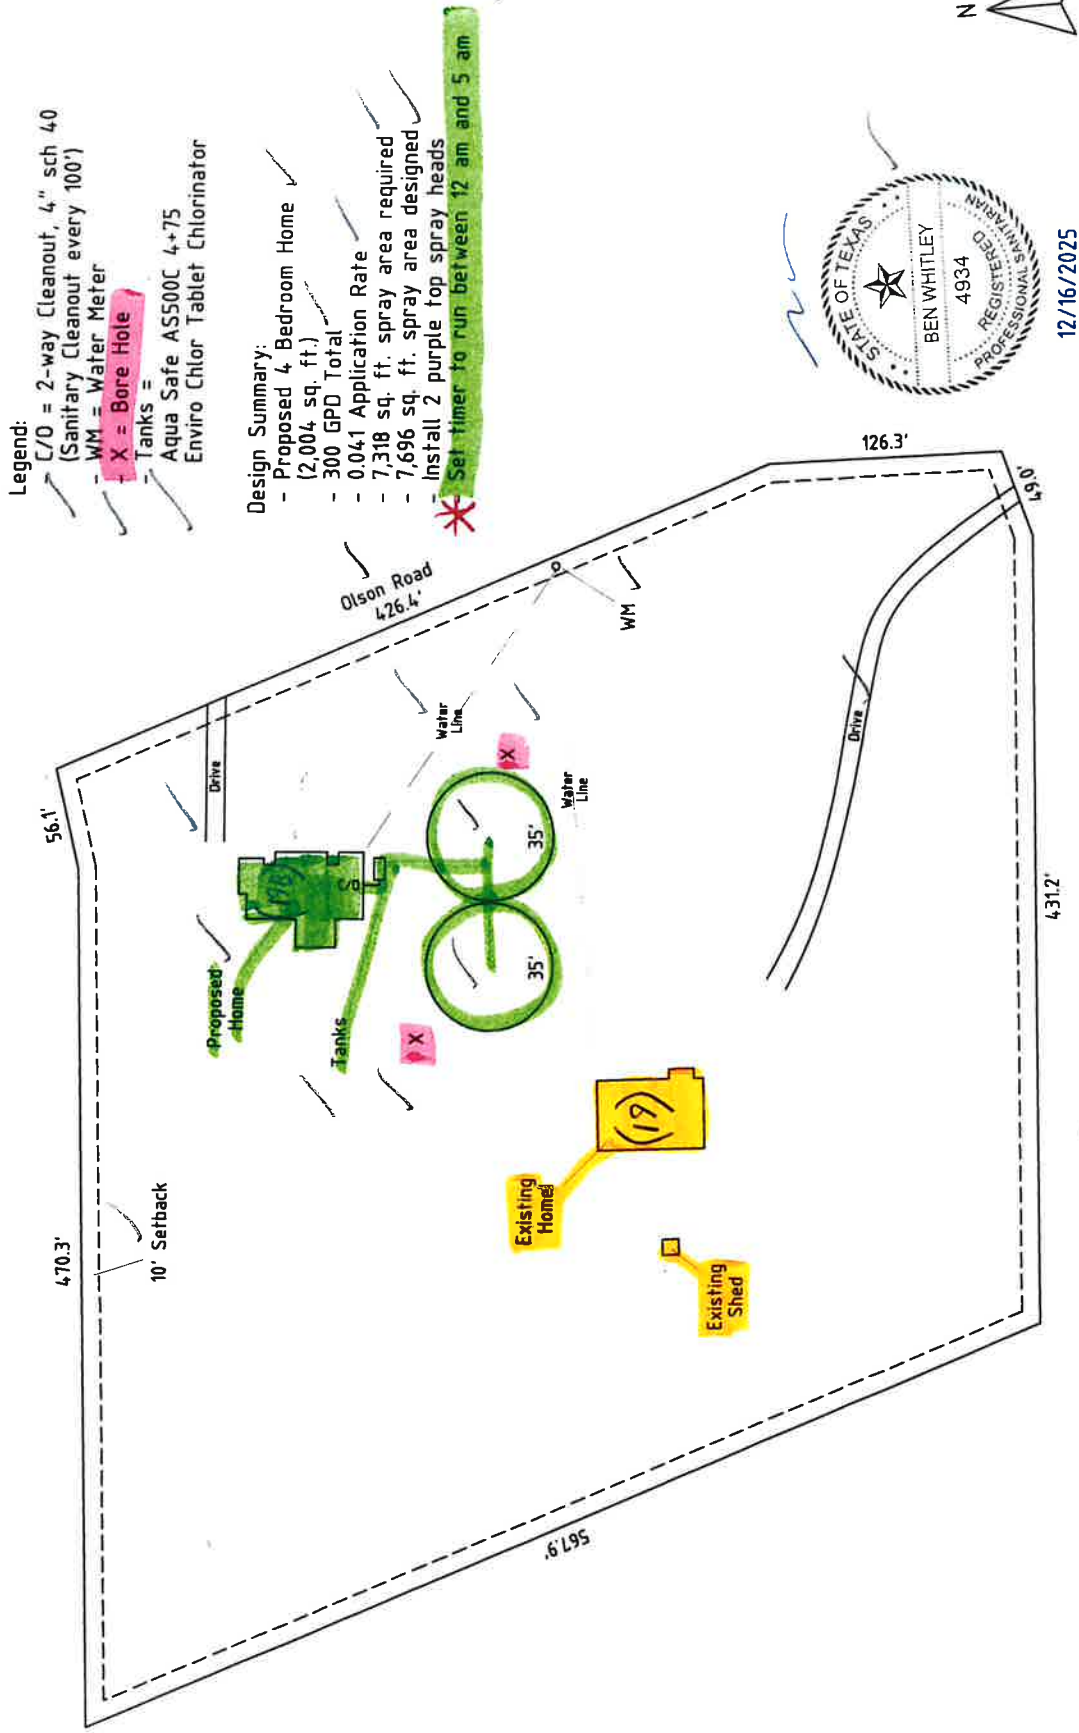 Legend:
- C/O = 2-way Cleanout, 4" sch 40
(Sanitary Cleanout every 100')
- WM = Water Meter
- X = Bore Hole
- Tanks =
Aqua Safe AS500C 4+75
Enviro Chlor Tablet Chlorinator
Design Summary:
- Proposed 4 Bedroom Home
(2,004 sq. ft.)
- 300 GPD Total
- 0.041 Application Rate
- 7,318 sq. ft. spray area required
- 7,696 sq. ft. spray area designed
- Install 2 purple top spray heads
- Set timer to run between 12 am and 5 am
N
STATE OF TEXAS
BEN WHITLEY
4934
REGISTERED
PROFESSIONAL SANITARIAN
12/16/2025
470.3'
56.1'
10' Setback
Olson Road
426.4'
Drive
Proposed
Home
(19B)
C/O
Tanks
Water
Line
WM
X
X
35'
35'
Water
Line
126.3'
49.0'
Drive
Existing
Home
(19)
Existing
Shed
567.9'
431.2'